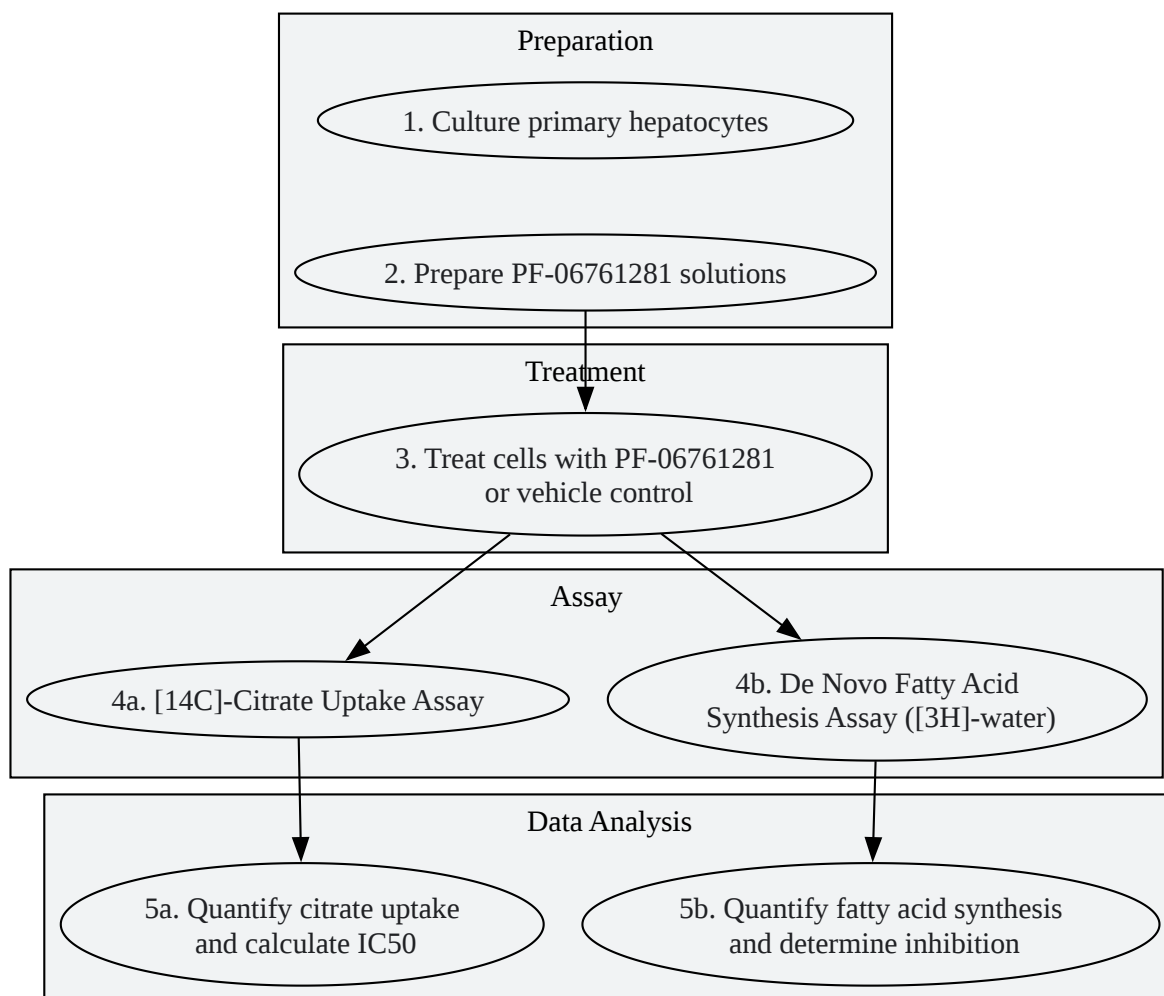 Preparation
1. Culture primary hepatocytes
2. Prepare PF-06761281 solutions
Treatment
3. Treat cells with PF-06761281
or vehicle control
Assay
4a. [14C]-Citrate Uptake Assay
4b. De Novo Fatty Acid
Synthesis Assay ([3H]-water)
Data Analysis
5a. Quantify citrate uptake
and calculate IC50
5b. Quantify fatty acid synthesis
and determine inhibition